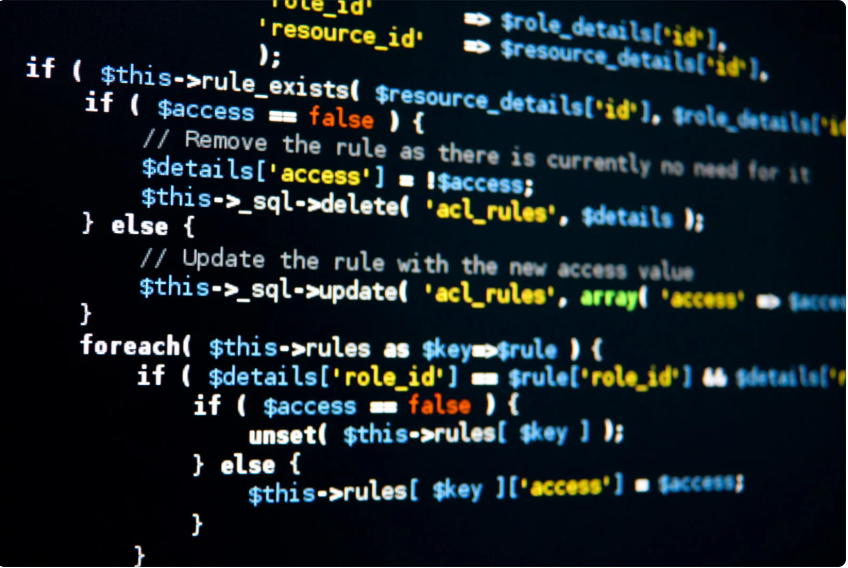 'role_id' => $role_details['id'],
'resource_id' => $resource_details['id'],
);
if ( $this->rule_exists( $resource_details['id'], $role_details['id
if ( $access == false ) {
// Remove the rule as there is currently no need for it
$details['access'] = !$access;
$this->_sql->delete( 'acl_rules', $details );
} else {
// Update the rule with the new access value
$this->_sql->update( 'acl_rules', array( 'access' => $acces
}
foreach( $this->rules as $key=>$rule ) {
if ( $details['role_id'] == $rule['role_id'] && $details['r
if ( $access == false ) {
unset( $this->rules[ $key ] );
} else {
$this->rules[ $key ]['access'] = $access;
}
}